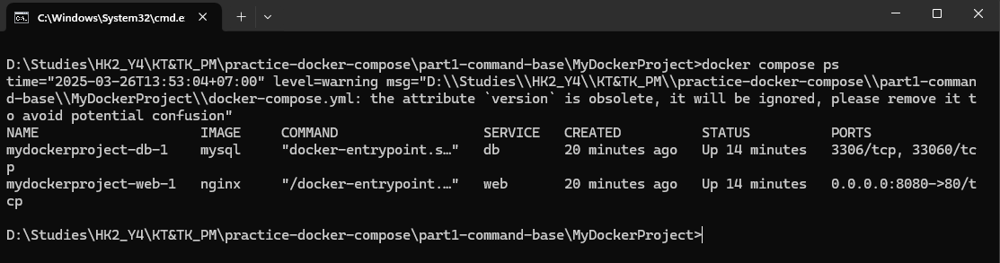 C:\Windows\System32\cmd.e
D:\Studies\HK2_Y4\KT&TK_PM\practice-docker-compose\part1-command-base\MyDockerProject>docker compose ps
time="2025-03-26T13:53:04+07:00" level=warning msg="D:\\Studies\\HK2_Y4\\KT&TK_PM\\practice-docker-compose\\part1-comman
d-base\\MyDockerProject\\docker-compose.yml: the attribute `version` is obsolete, it will be ignored, please remove it t
o avoid potential confusion"
NAME                  IMAGE     COMMAND                  SERVICE   CREATED          STATUS          PORTS
mydockerproject-db-1    mysql     "docker-entrypoint.s…"   db        20 minutes ago   Up 14 minutes   3306/tcp, 33060/tc
p
mydockerproject-web-1   nginx     "/docker-entrypoint.…"   web       20 minutes ago   Up 14 minutes   0.0.0.0:8080->80/t
cp
D:\Studies\HK2_Y4\KT&TK_PM\practice-docker-compose\part1-command-base\MyDockerProject>